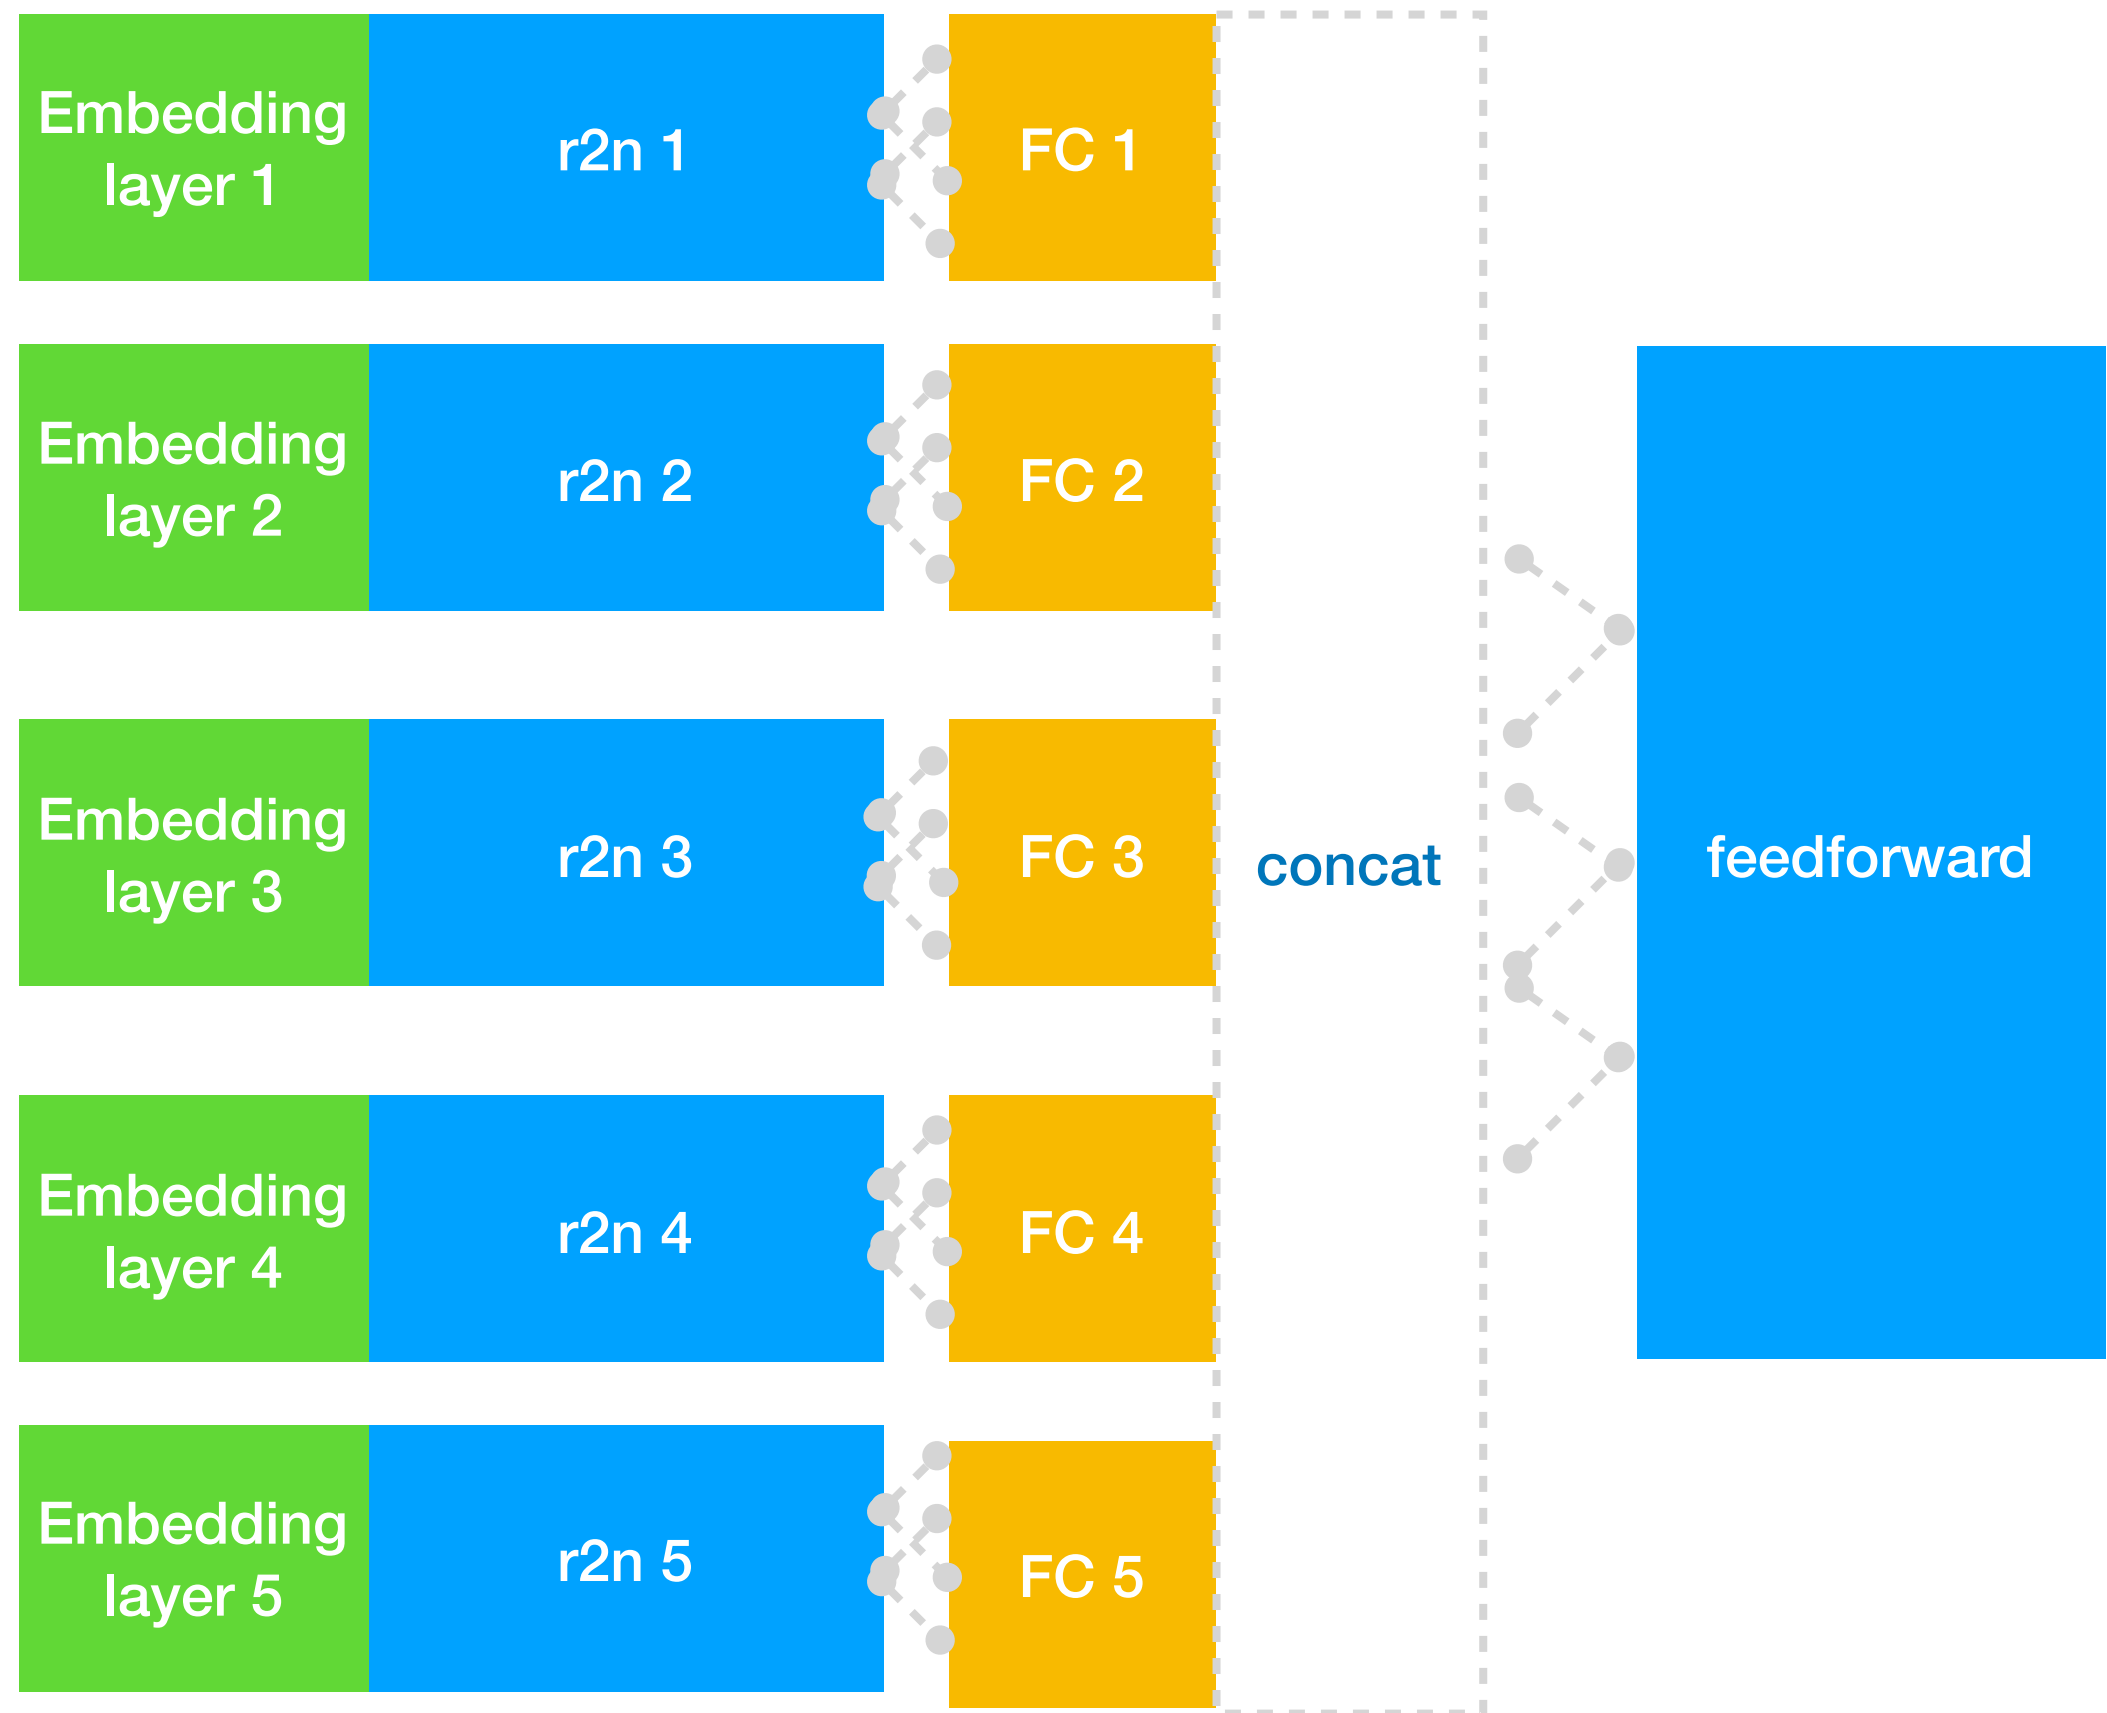 Embedding
layer 1
r2n 1
FC 1
Embedding
layer 2
r2n 2
FC 2
Embedding
layer 3
r2n 3
FC 3
concat
feedforward
Embedding
layer 4
r2n 4
FC 4
Embedding
layer 5
r2n 5
FC 5